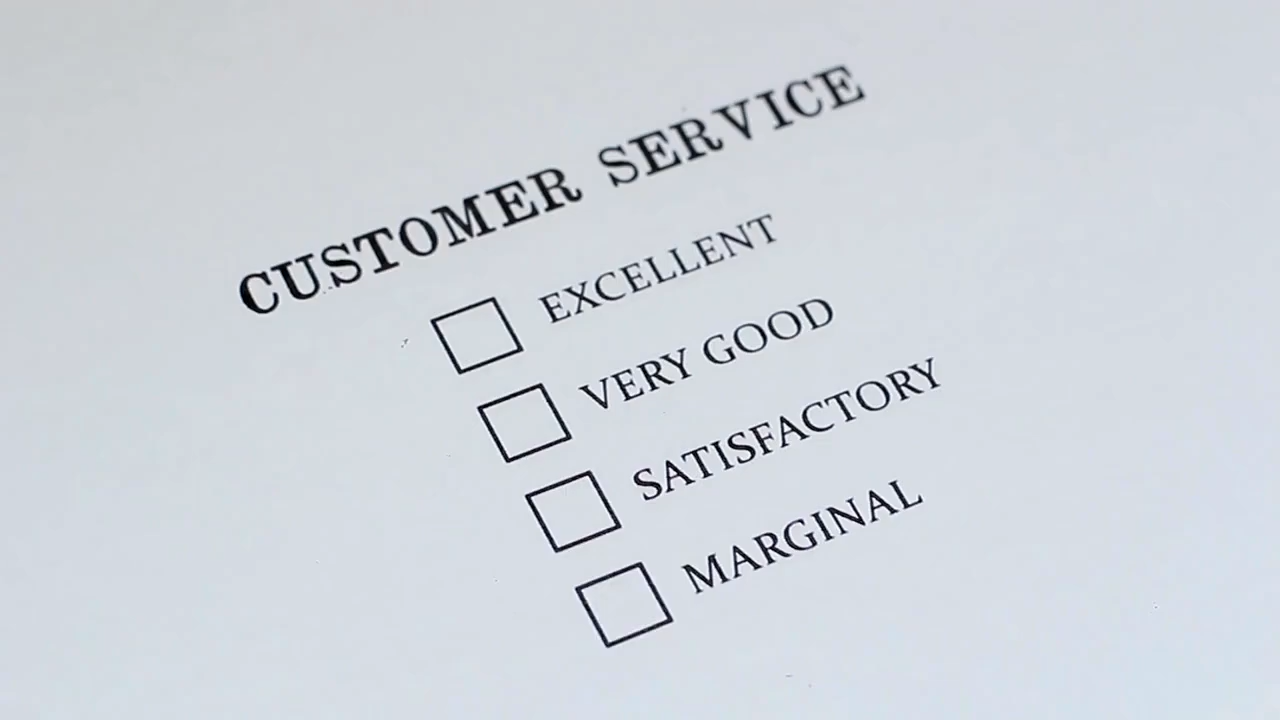 CUSTOMER SERVICE
EXCELLENT
VERY GOOD
SATISFACTORY
MARGINAL